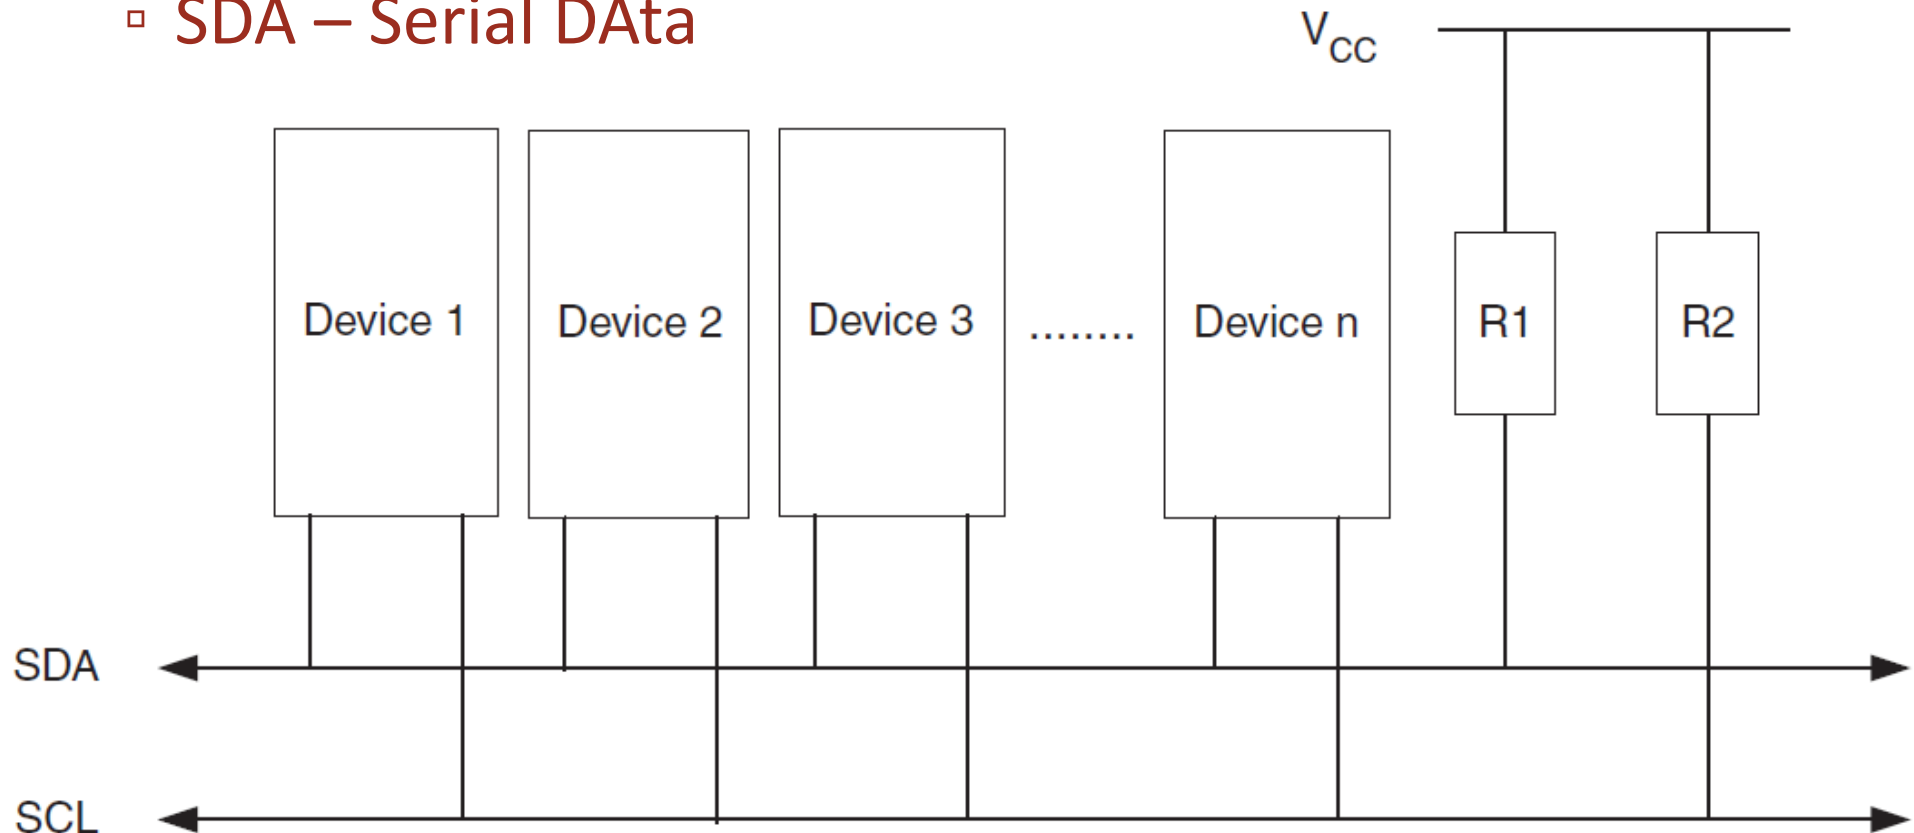 ▫ SDA – Serial DAta
VCC
Device 1
Device 2
Device 3
........
Device n
R1
R2
SDA
SCL